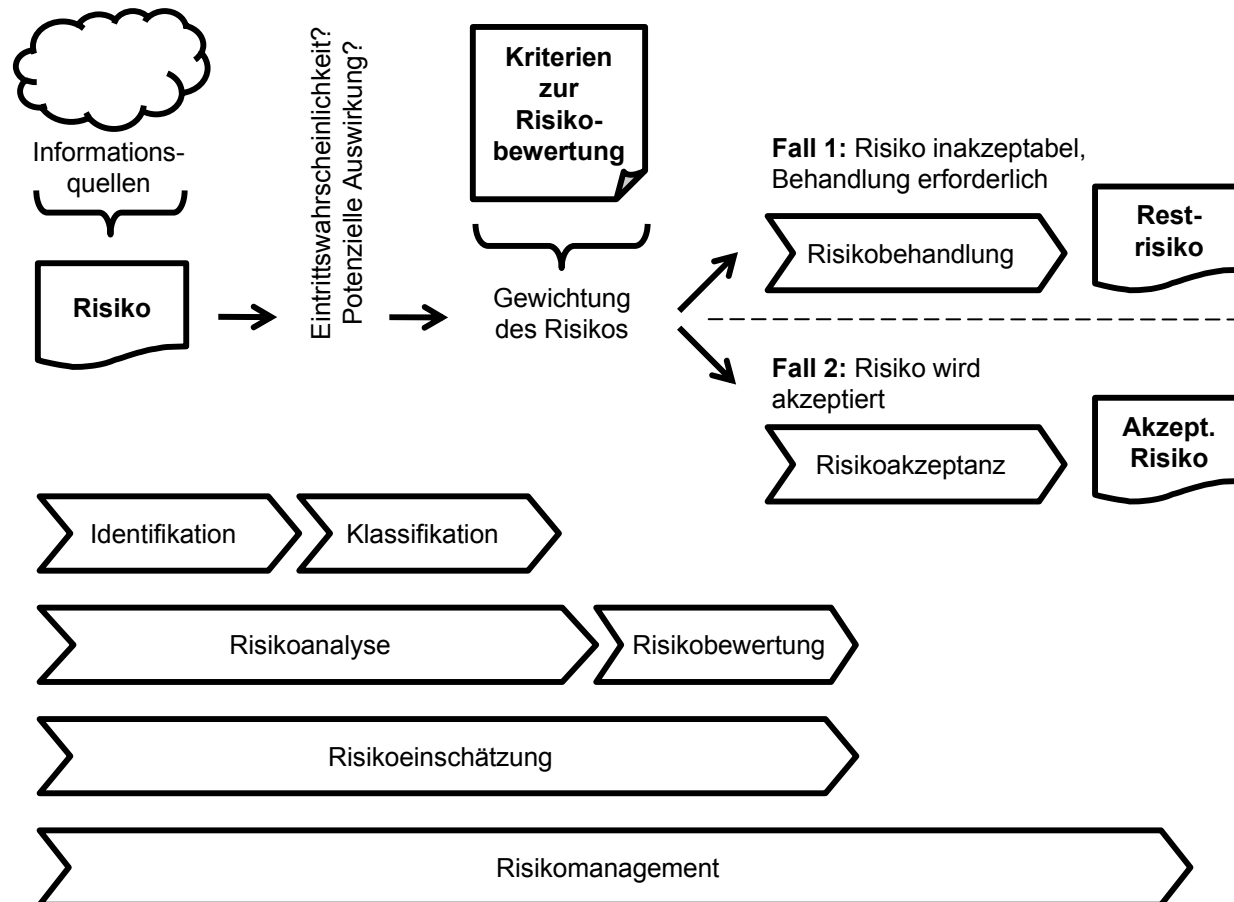 Informations-
quellen
Risiko
Eintrittswahrscheinlichkeit?
Potenzielle Auswirkung?
Kriterien
zur
Risiko-
bewertung
Gewichtung
des Risikos
Fall 1: Risiko inakzeptabel,
Behandlung erforderlich
Risikobehandlung
Rest-
risiko
Fall 2: Risiko wird
akzeptiert
Risikoakzeptanz
Akzept.
Risiko
Identifikation
Klassifikation
Risikoanalyse
Risikobewertung
Risikoeinschätzung
Risikomanagement